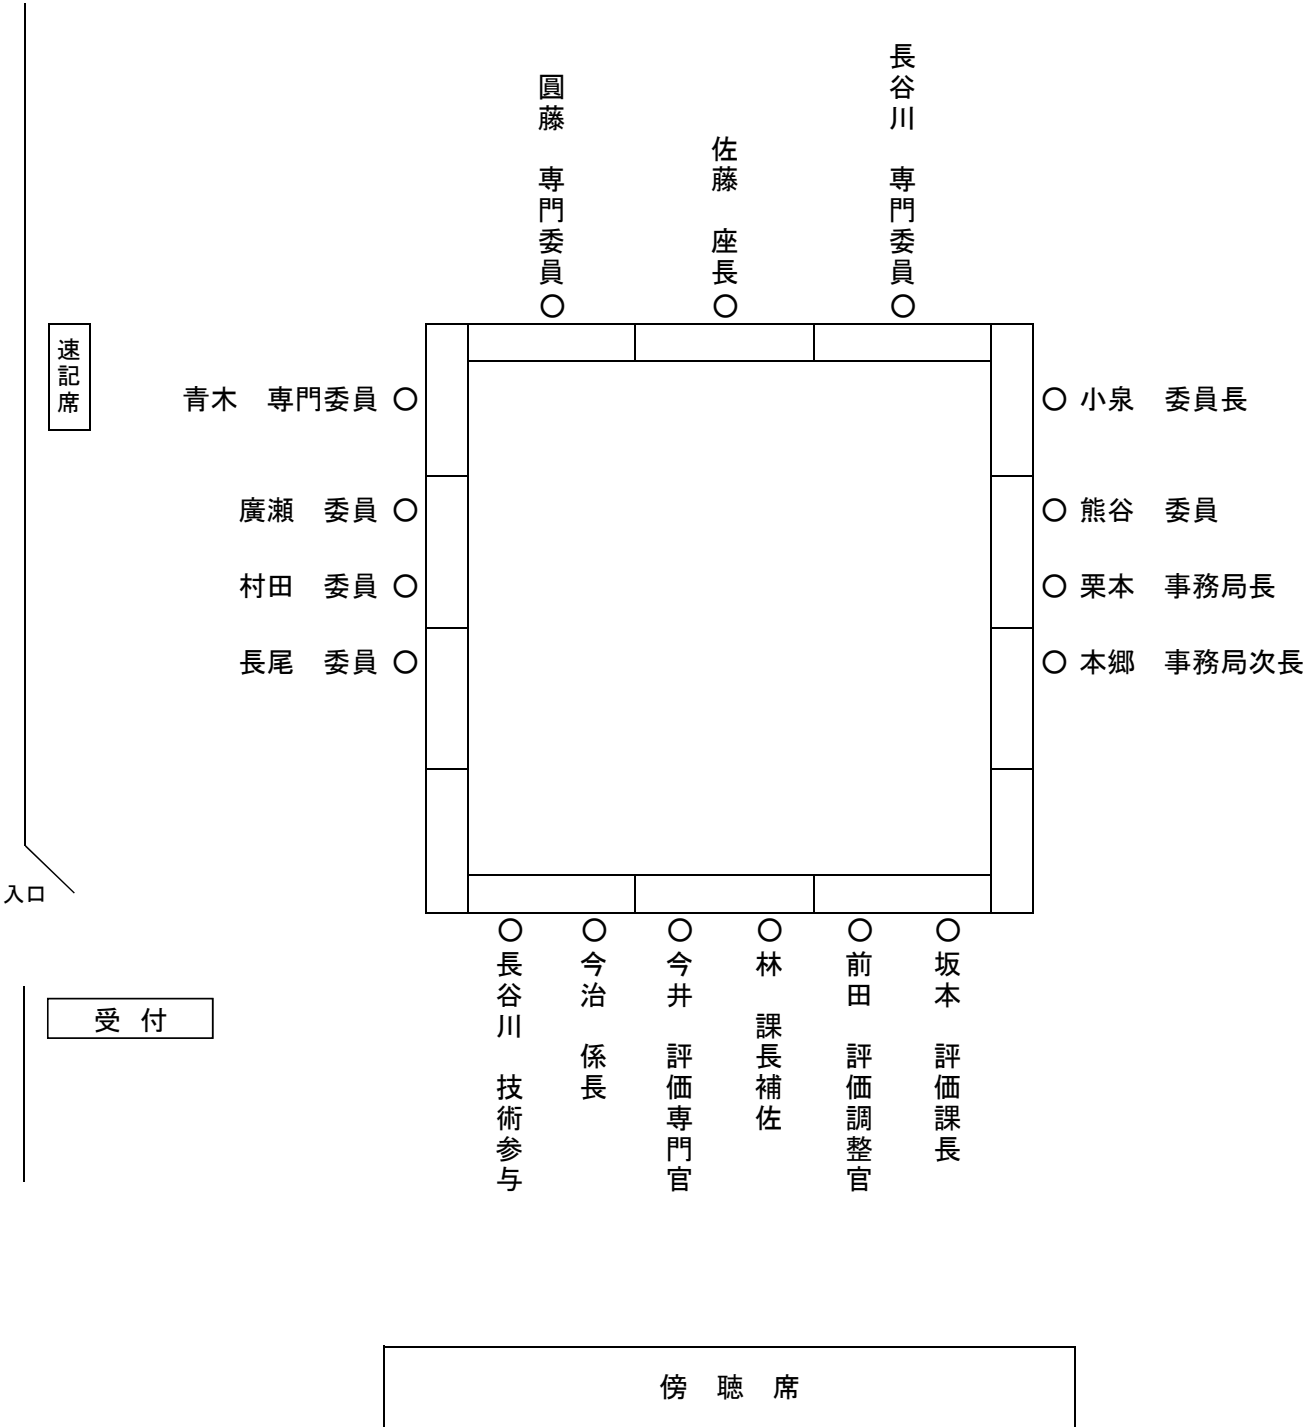 長谷川　専門委員
佐藤　座長
圓藤　専門委員
速記席
青木　専門委員
廣瀬　委員
村田　委員
長尾　委員
小泉　委員長
熊谷　委員
栗本　事務局長
本郷　事務局次長
入口
受付
坂本　評価課長
前田　評価調整官
林　課長補佐
今井　評価専門官
今治　係長
長谷川　技術参与
傍聴席